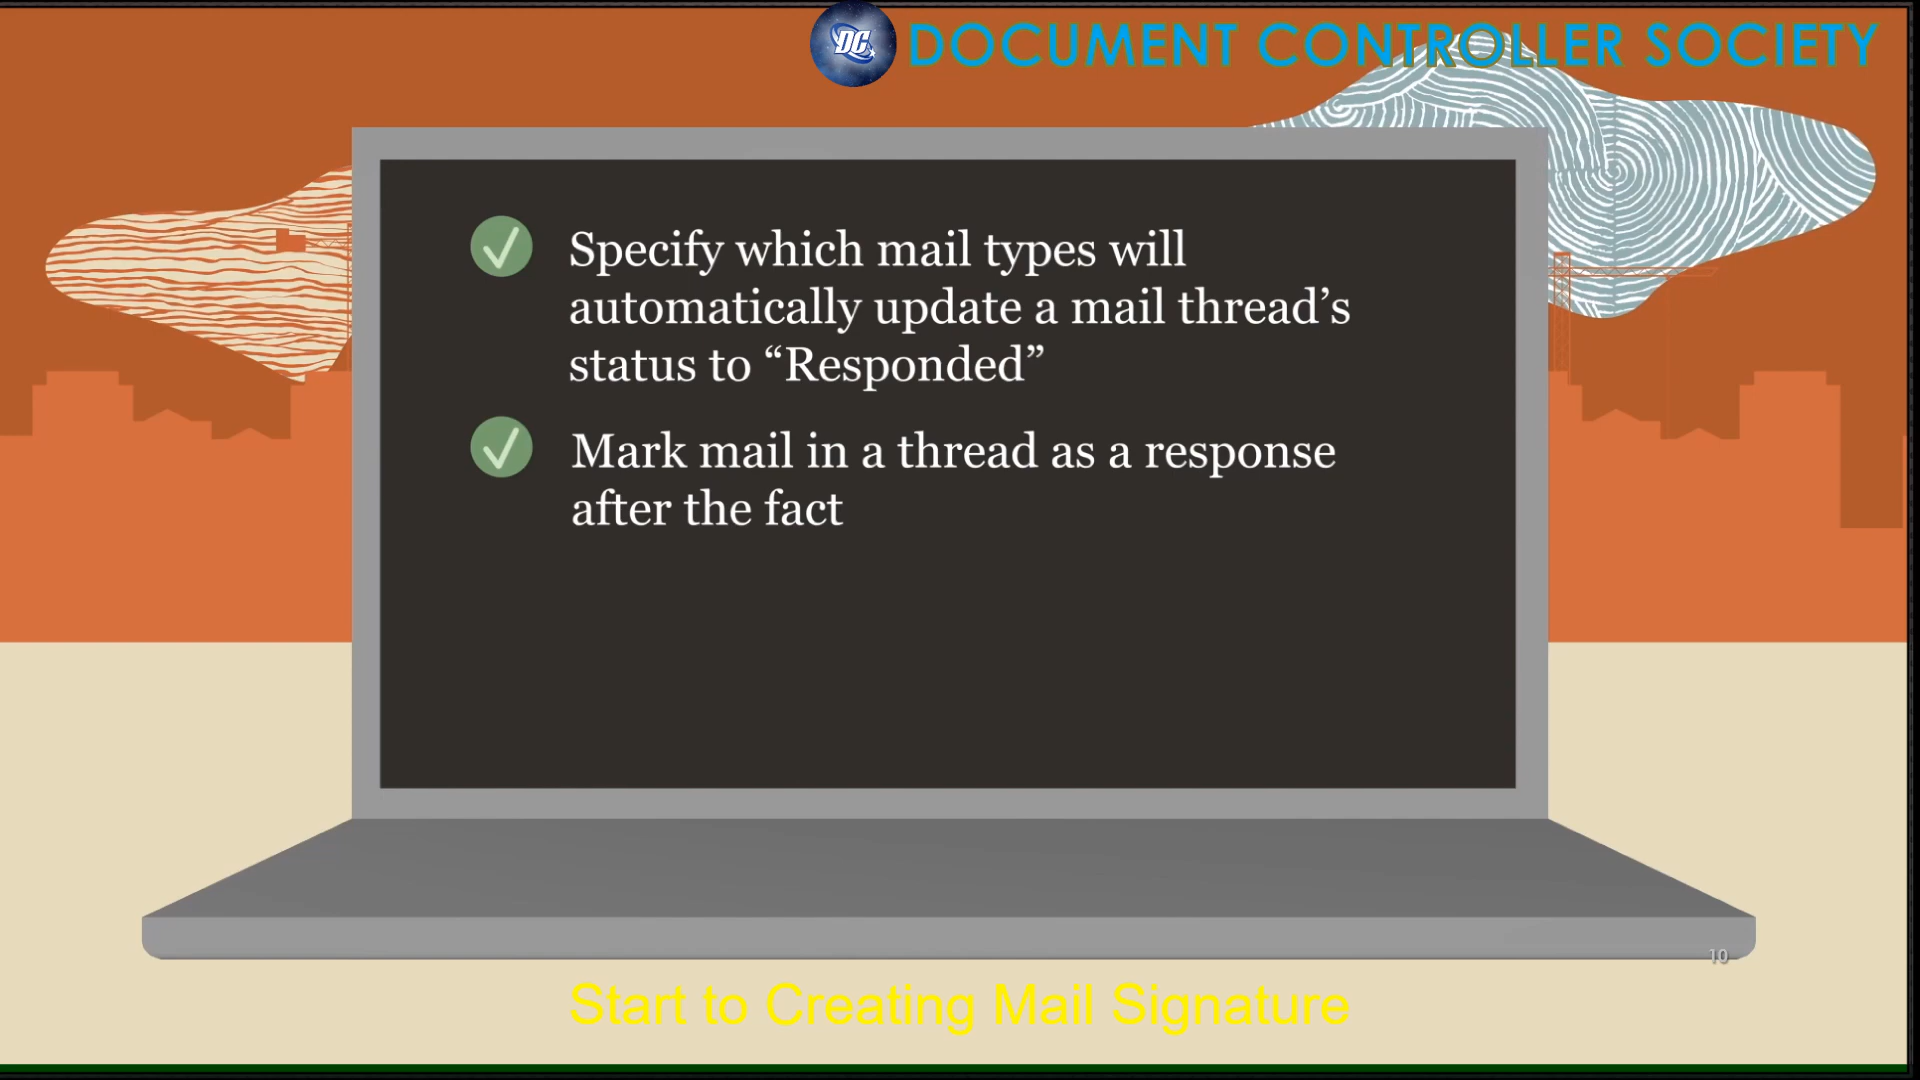 DC DOCUMENT CONTROLLER SOCIETY
Specify which mail types will
automatically update a mail thread’s
status to “Responded”
Mark mail in a thread as a response
after the fact
10
Start to Creating Mail Signature